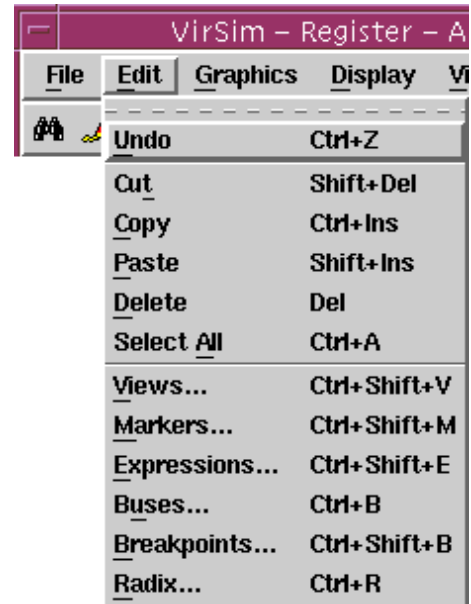 VirSim – Register – A
File Edit Graphics Display Vi
Undo Ctrl+Z
Cut Shift+Del
Copy Ctrl+Ins
Paste Shift+Ins
Delete Del
Select All Ctrl+A
Views... Ctrl+Shift+V
Markers... Ctrl+Shift+M
Expressions... Ctrl+Shift+E
Buses... Ctrl+B
Breakpoints... Ctrl+Shift+B
Radix... Ctrl+R